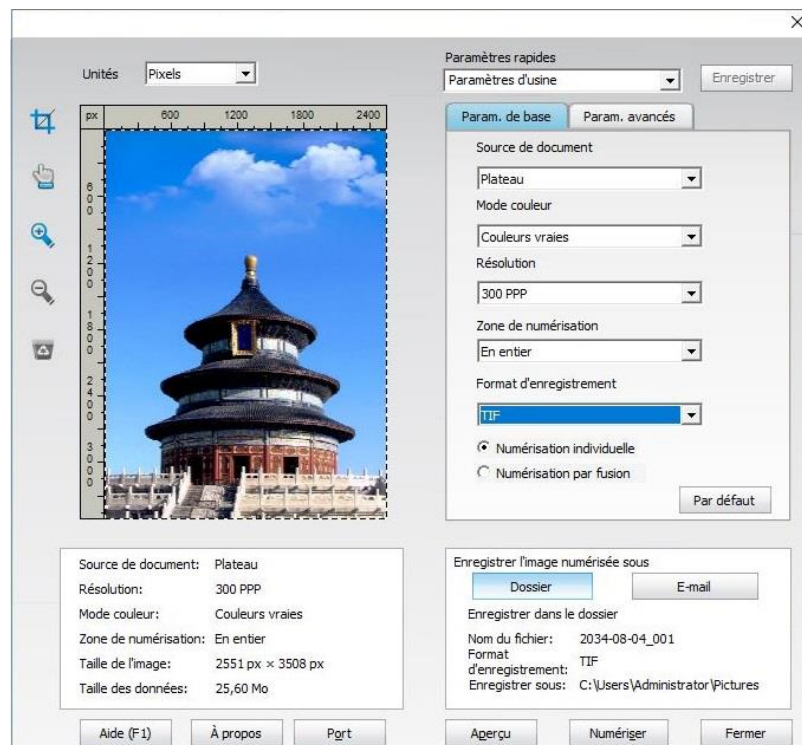 Unités Pixels
Paramètres rapides
Paramètres d'usine Enregistrer
px 600 1200 1800 2400
600
1200
1800
2400
3000
Param. de base Param. avancés
Source de document
Plateau
Mode couleur
Couleurs vraies
Résolution
300 PPP
Zone de numérisation
En entier
Format d'enregistrement
TIF
Numérisation individuelle
Numérisation par fusion
Par défaut
Source de document: Plateau
Résolution: 300 PPP
Mode couleur: Couleurs vraies
Zone de numérisation: En entier
Taille de l'image: 2551 px × 3508 px
Taille des données: 25,60 Mo
Enregistrer l'image numérisée sous
Dossier E-mail
Enregistrer dans le dossier
Nom du fichier: 2034-08-04_001
Format
d'enregistrement: TIF
Enregistrer sous: C:\Users\Administrator\Pictures
Aide (F1) À propos Port Aperçu Numériser Fermer